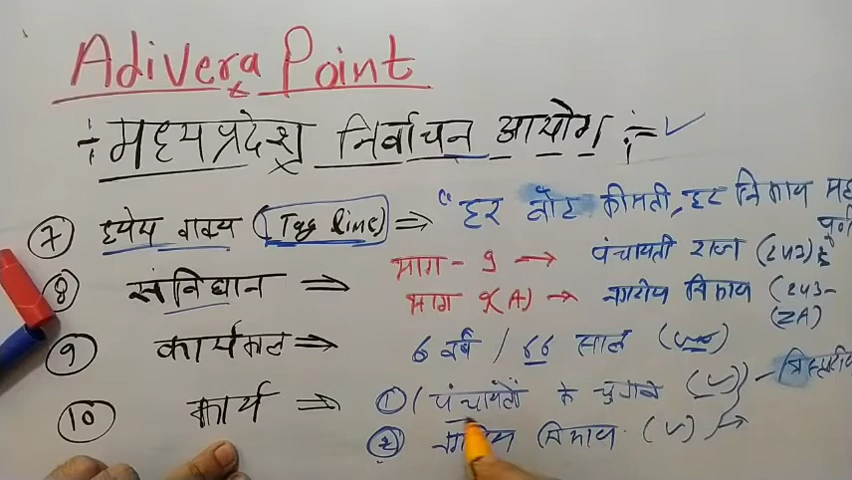 Adivera Point
÷ मध्यप्रदेश निर्वाचन आयोग ÷
7 ध्येय वाक्य (Tag line) ⇒ "हर वोट कीमती, हर निकाय
8 संविधान ⇒ भाग - 9 → पंचायती राज (243) है
भाग 9(A) → नगरीय निकाय (243-
(ZA)
9 कार्यकाल ⇒ 6 वर्ष / 66 साल
10 कार्य ⇒ 1 (पंचायतों के चुनाव
2 नगरीय निकाय